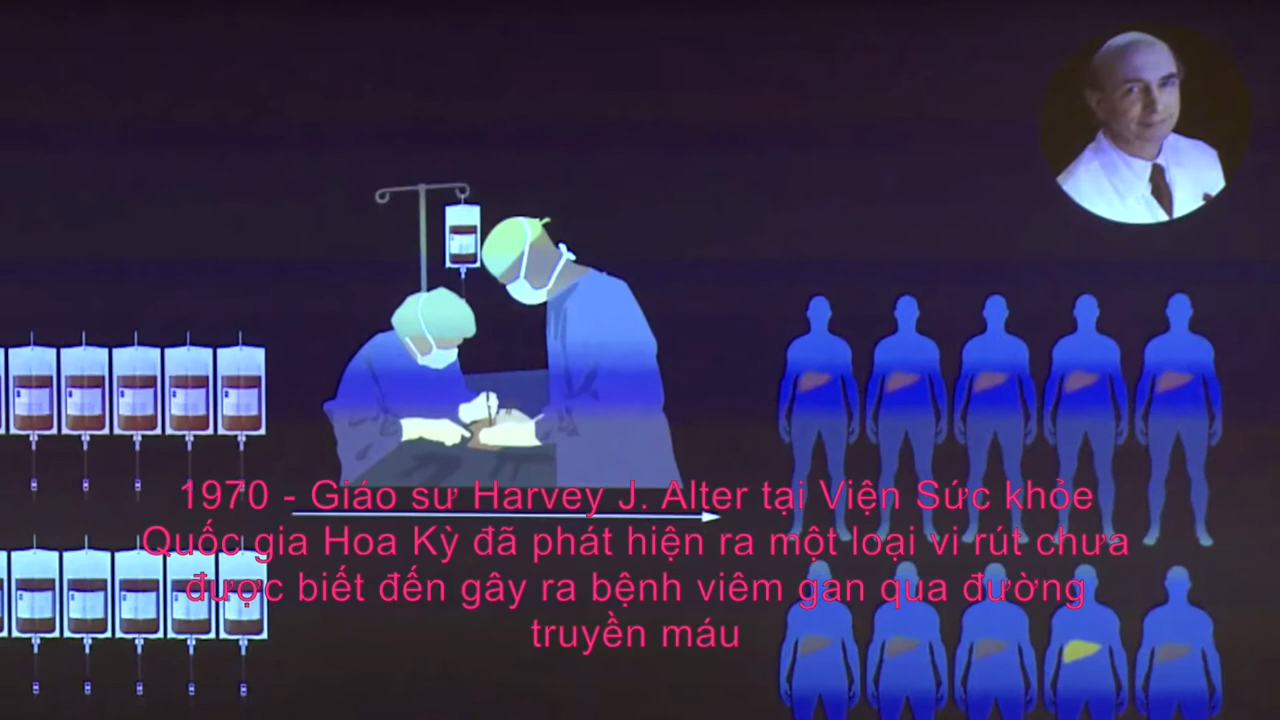 1970 - Giáo sư Harvey J. Alter tại Viện Sức khỏe
Quốc gia Hoa Kỳ đã phát hiện ra một loại vi rút chưa
được biết đến gây ra bệnh viêm gan qua đường
truyền máu